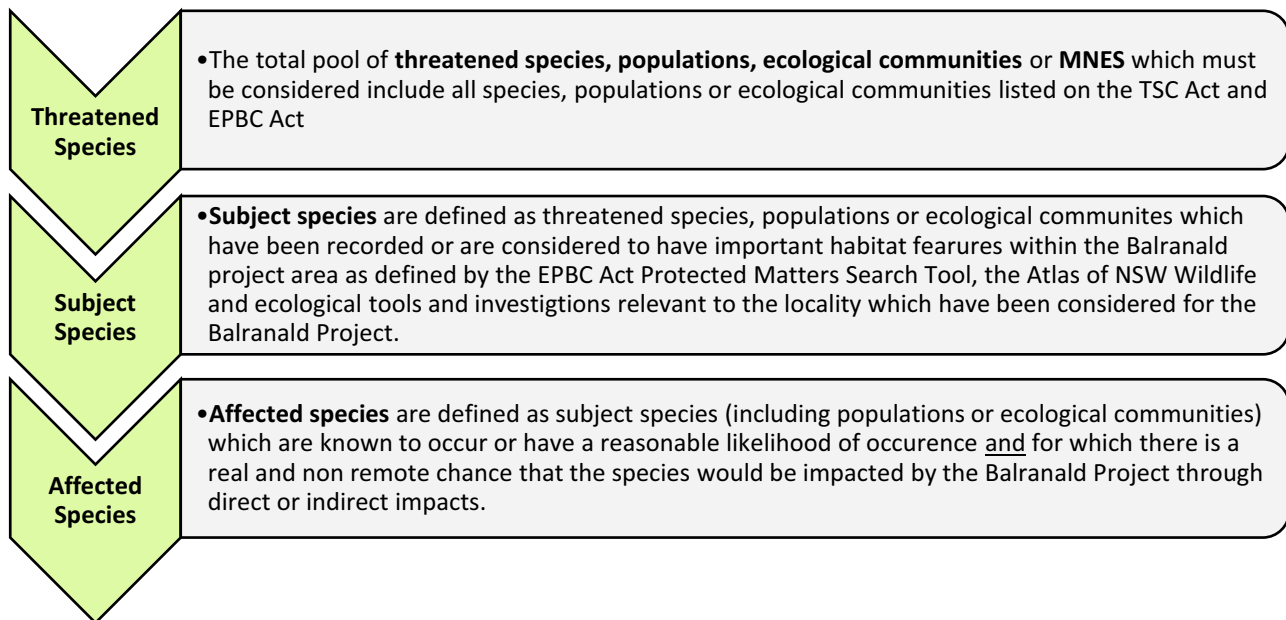 Threatened
Species
•The total pool of threatened species, populations, ecological communities or MNES which must
be considered include all species, populations or ecological communities listed on the TSC Act and
EPBC Act
Subject
Species
•Subject species are defined as threatened species, populations or ecological communites which
have been recorded or are considered to have important habitat fearures within the Balranald
project area as defined by the EPBC Act Protected Matters Search Tool, the Atlas of NSW Wildlife
and ecological tools and investigtions relevant to the locality which have been considered for the
Balranald Project.
Affected
Species
•Affected species are defined as subject species (including populations or ecological communities)
which are known to occur or have a reasonable likelihood of occurence and for which there is a
real and non remote chance that the species would be impacted by the Balranald Project through
direct or indirect impacts.